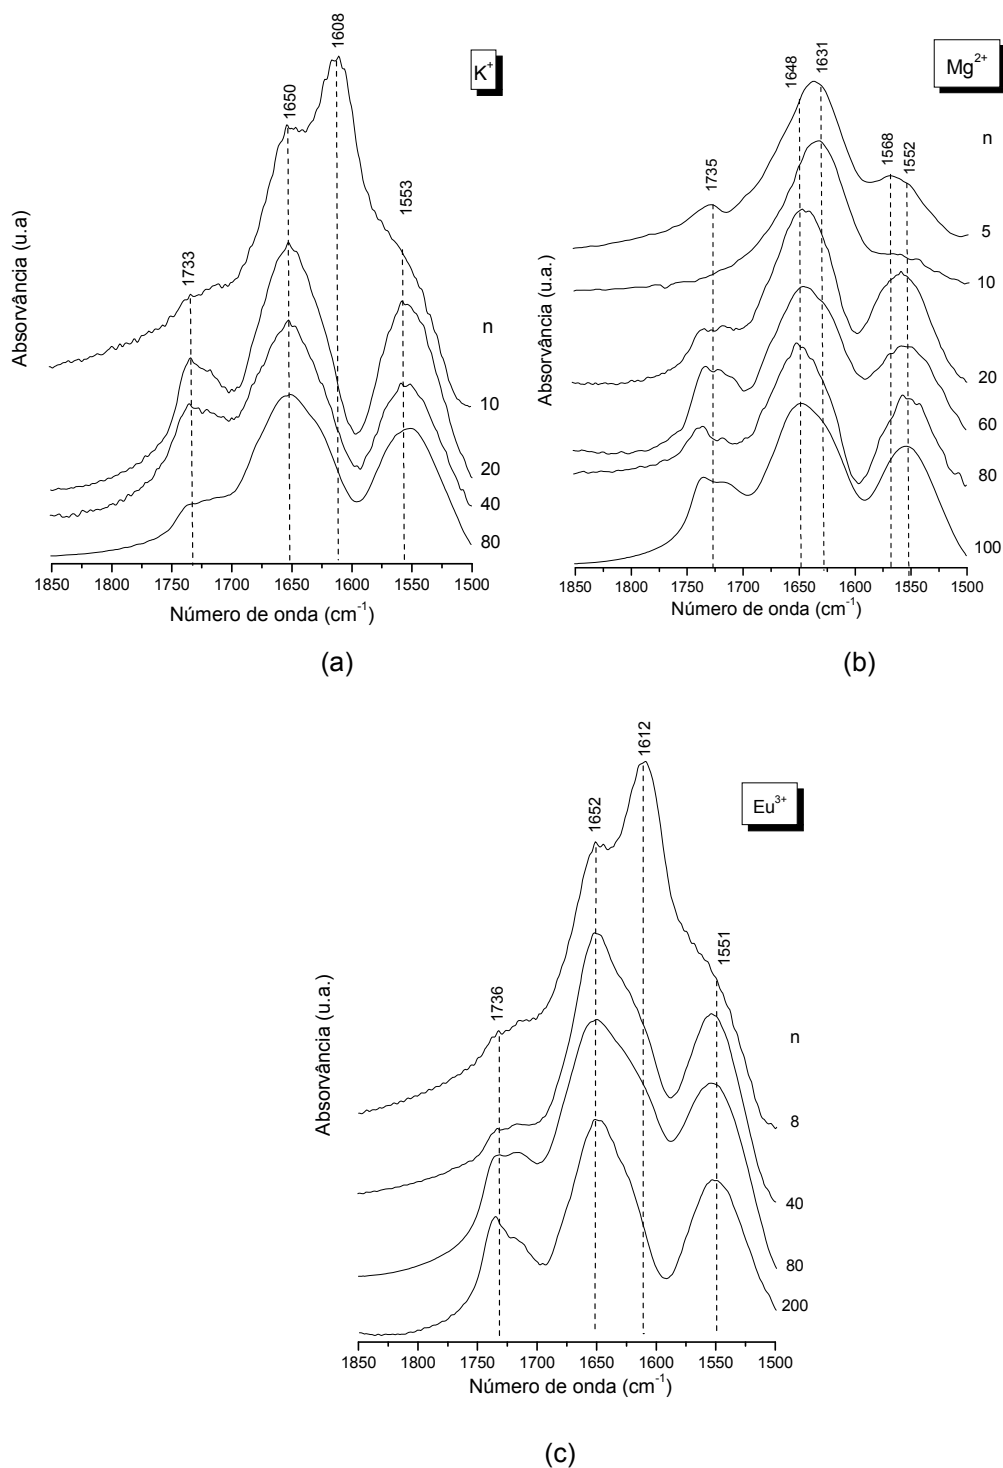 1608
K⁺
1650
1553
1733
n
10
20
40
80
Absorvância (u.a)
1850 1800 1750 1700 1650 1600 1550 1500
Número de onda (cm⁻¹)
(a)
1648
1631
Mg²⁺
1568
1552
1735
n
5
10
20
60
80
100
Absorvância (u.a.)
1850 1800 1750 1700 1650 1600 1550 1500
Número de onda (cm⁻¹)
(b)
1612
Eu³⁺
1652
1551
1736
n
8
40
80
200
Absorvância (u.a.)
1850 1800 1750 1700 1650 1600 1550 1500
Número de onda (cm⁻¹)
(c)